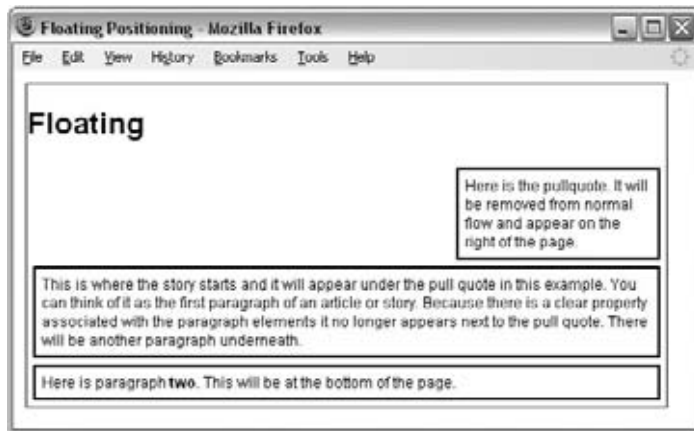 Floating Positioning - Mozilla Firefox
File Edit View History Bookmarks Tools Help
Floating
Here is the pullquote. It will
be removed from normal
flow and appear on the
right of the page.
This is where the story starts and it will appear under the pull quote in this example. You
can think of it as the first paragraph of an article or story. Because there is a clear property
associated with the paragraph elements it no longer appears next to the pull quote. There
will be another paragraph underneath.
Here is paragraph two. This will be at the bottom of the page.